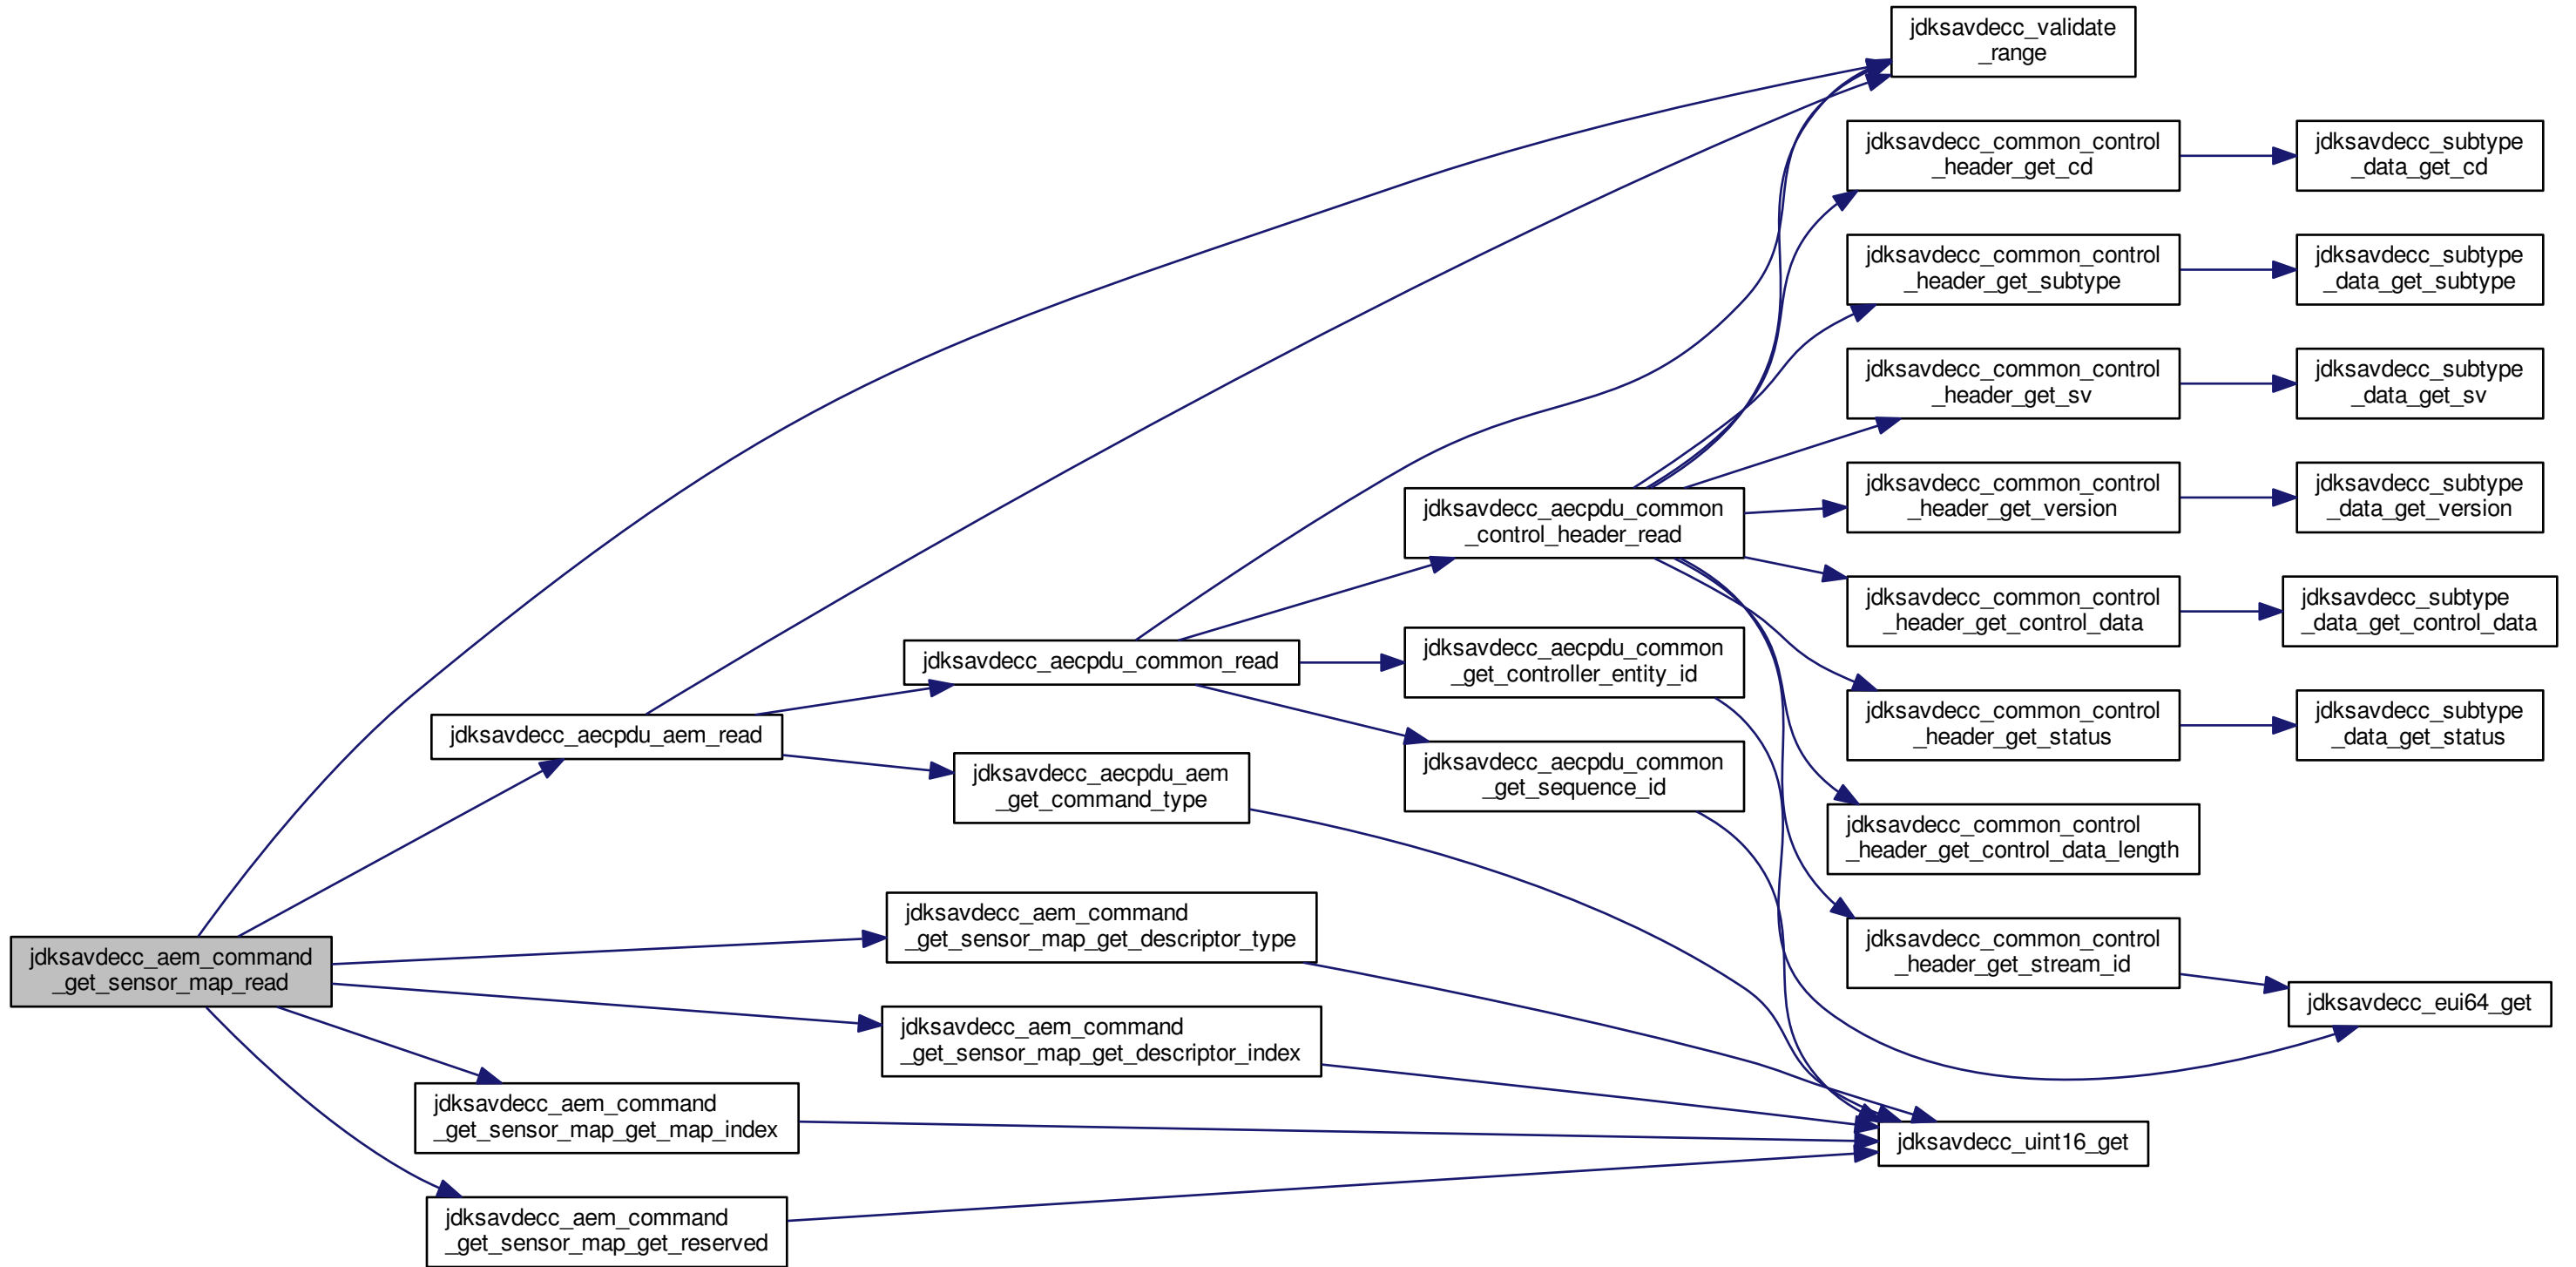 jdksavdecc_aem_command
_get_sensor_map_read
jdksavdecc_aecpdu_aem_read
jdksavdecc_aem_command
_get_sensor_map_get_map_index
jdksavdecc_aem_command
_get_sensor_map_get_reserved
jdksavdecc_aecpdu_common_read
jdksavdecc_aecpdu_aem
_get_command_type
jdksavdecc_aem_command
_get_sensor_map_get_descriptor_type
jdksavdecc_aem_command
_get_sensor_map_get_descriptor_index
jdksavdecc_aecpdu_common
_control_header_read
jdksavdecc_aecpdu_common
_get_controller_entity_id
jdksavdecc_aecpdu_common
_get_sequence_id
jdksavdecc_validate
_range
jdksavdecc_common_control
_header_get_cd
jdksavdecc_common_control
_header_get_subtype
jdksavdecc_common_control
_header_get_sv
jdksavdecc_common_control
_header_get_version
jdksavdecc_common_control
_header_get_control_data
jdksavdecc_common_control
_header_get_status
jdksavdecc_common_control
_header_get_control_data_length
jdksavdecc_common_control
_header_get_stream_id
jdksavdecc_uint16_get
jdksavdecc_subtype
_data_get_cd
jdksavdecc_subtype
_data_get_subtype
jdksavdecc_subtype
_data_get_sv
jdksavdecc_subtype
_data_get_version
jdksavdecc_subtype
_data_get_control_data
jdksavdecc_subtype
_data_get_status
jdksavdecc_eui64_get